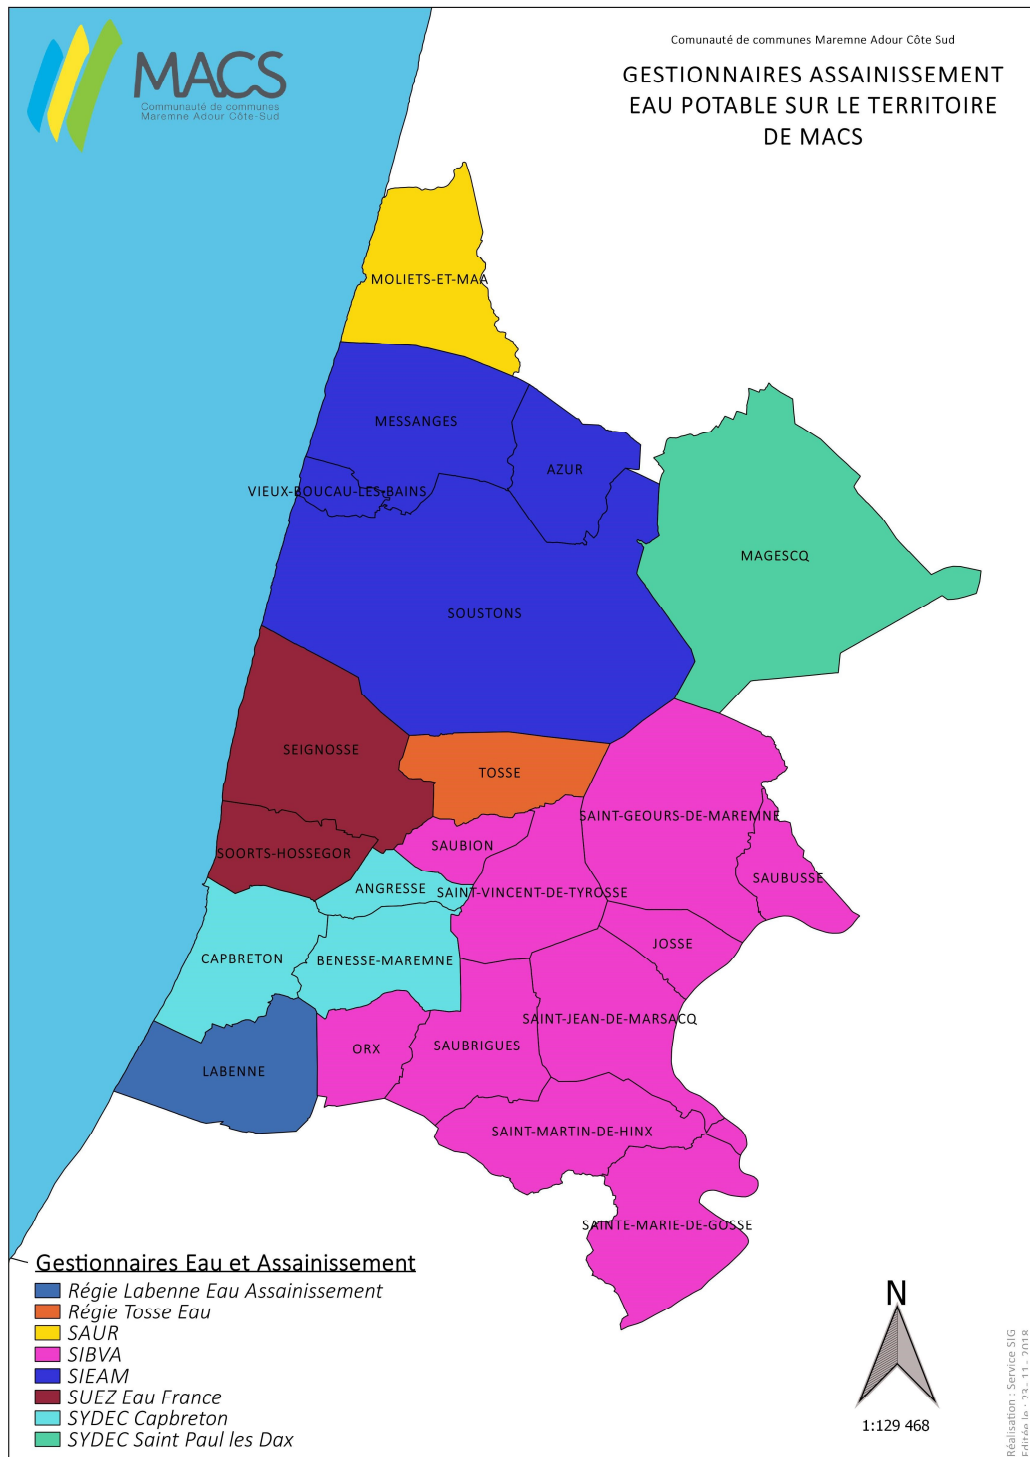 MACS
Communauté de communes
Maremne Adour Côte-Sud
Comunauté de communes Maremne Adour Côte Sud
GESTIONNAIRES ASSAINISSEMENT
EAU POTABLE SUR LE TERRITOIRE
DE MACS
MOLIETS-ET-MAA
MESSANGES
AZUR
VIEUX-BOUCAU-LES-BAINS
MAGESCQ
SOUSTONS
SEIGNOSSE
TOSSE
SAINT-GEOURS-DE-MAREMNE
SAUBION
SOORTS-HOSSEGOR
SAUBUSSE
ANGRESSE
SAINT-VINCENT-DE-TYROSSE
JOSSE
CAPBRETON
BENESSE-MAREMNE
SAINT-JEAN-DE-MARSACQ
ORX
SAUBRIGUES
LABENNE
SAINT-MARTIN-DE-HINX
SAINTE-MARIE-DE-GOSSE
Gestionnaires Eau et Assainissement
Régie Labenne Eau Assainissement
Régie Tosse Eau
SAUR
SIBVA
SIEAM
SUEZ Eau France
SYDEC Capbreton
SYDEC Saint Paul les Dax
N
1:129 468
Réalisation : Service SIG
Editée le : 23 - 11 - 2018